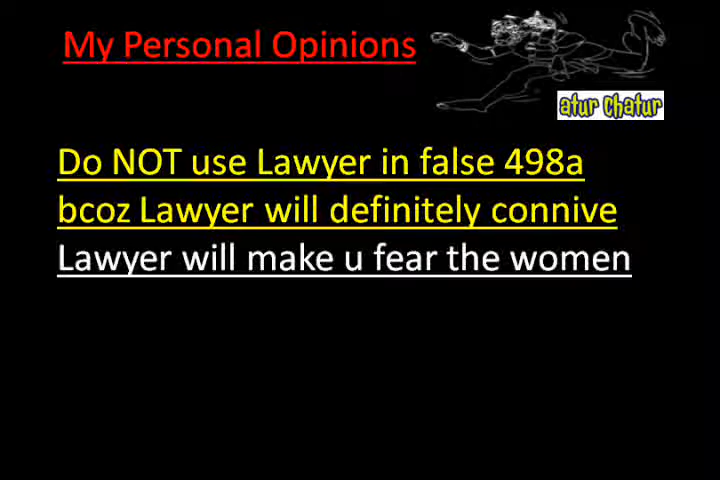 My Personal Opinions
atur chatur
Do NOT use Lawyer in false 498a
bcoz Lawyer will definitely connive
Lawyer will make u fear the women